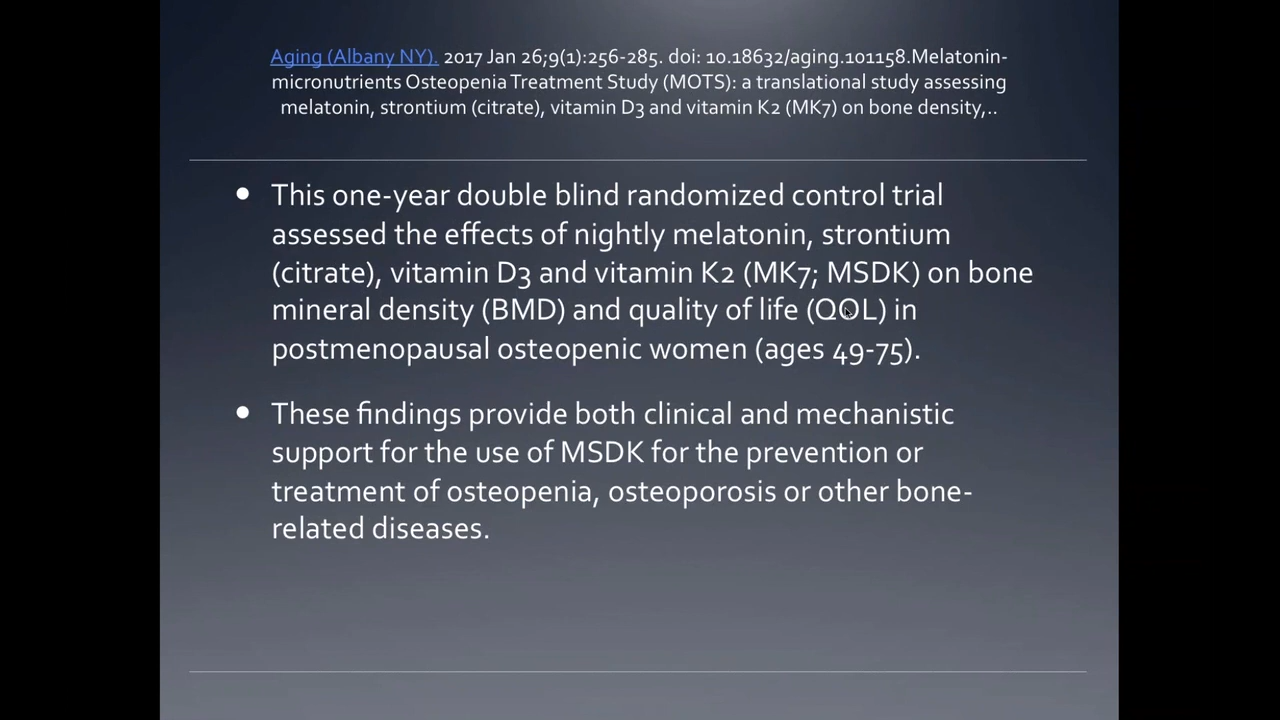 Aging (Albany NY). 2017 Jan 26;9(1):256-285. doi: 10.18632/aging.101158.Melatonin-
micronutrients Osteopenia Treatment Study (MOTS): a translational study assessing
melatonin, strontium (citrate), vitamin D3 and vitamin K2 (MK7) on bone density,..
• This one-year double blind randomized control trial
assessed the effects of nightly melatonin, strontium
(citrate), vitamin D3 and vitamin K2 (MK7; MSDK) on bone
mineral density (BMD) and quality of life (QOL) in
postmenopausal osteopenic women (ages 49-75).
• These findings provide both clinical and mechanistic
support for the use of MSDK for the prevention or
treatment of osteopenia, osteoporosis or other bone-
related diseases.